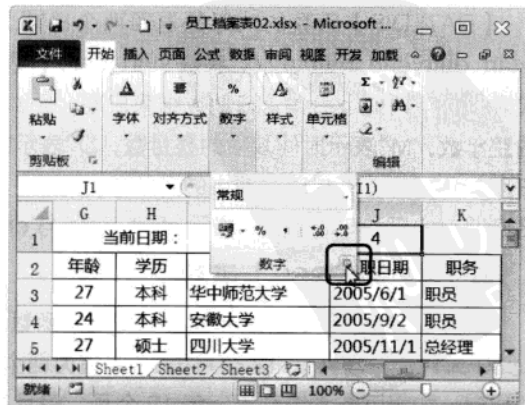 员工档案表02.xlsx - Microsoft ...
文件 开始 插入 页面 公式 数据 审阅 视图 开发 加载
粘贴 字体 对齐方式 数字 样式 单元格
剪贴板 编辑
J1 I1)
常规
数字
G H J K
1 当前日期： 4
2 年龄 学历 职日期 职务
3 27 本科 华中师范大学 2005/6/1 职员
4 24 本科 安徽大学 2005/9/2 职员
5 27 硕士 四川大学 2005/11/1 总经理
Sheet1 Sheet2 Sheet3
就绪 100%